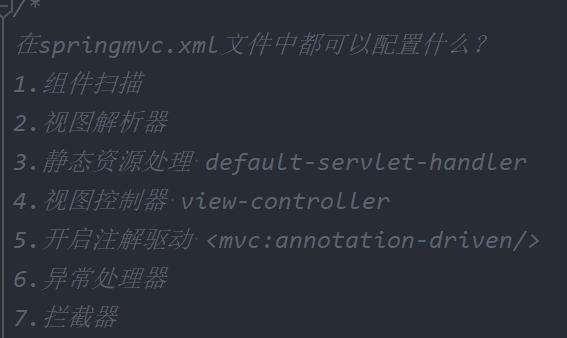 /*
在springmvc.xml文件中都可以配置什么?
1.组件扫描
2.视图解析器
3.静态资源处理 default-servlet-handler
4.视图控制器 view-controller
5.开启注解驱动 <mvc:annotation-driven/>
6.异常处理器
7.拦截器